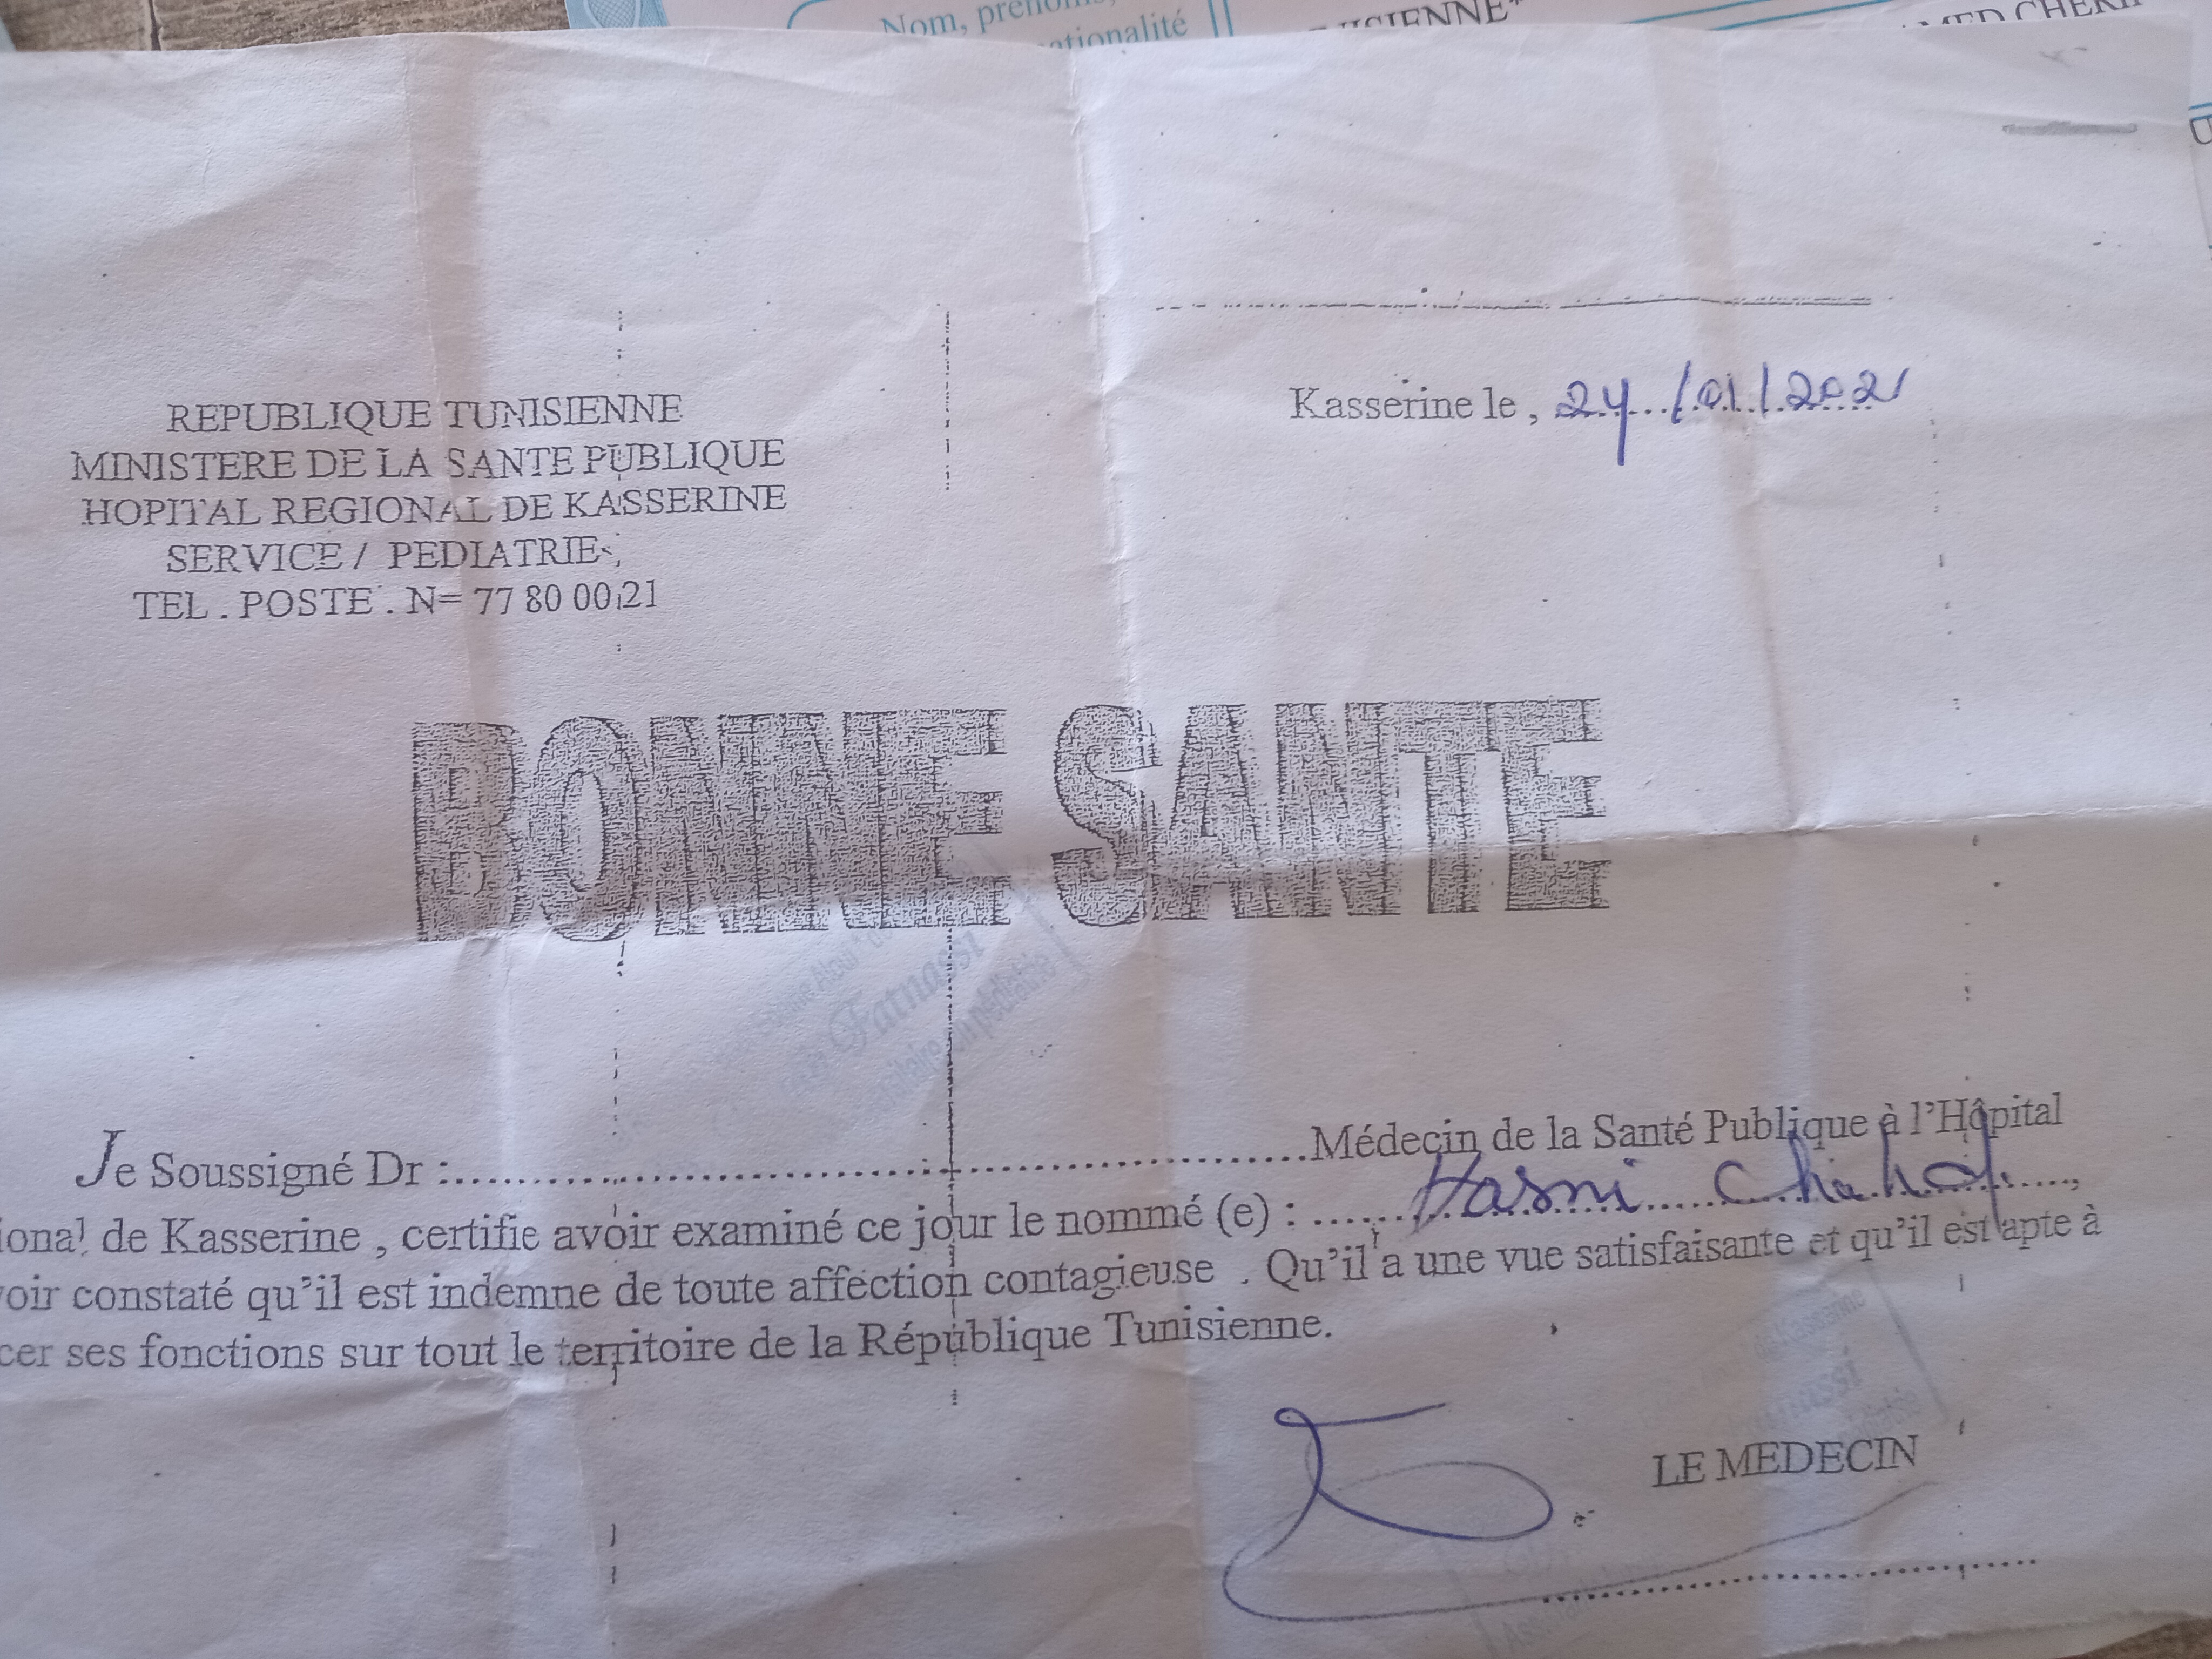 Nom, prénoms,
ationalité
REPUBLIQUE TUNISIENNE
MINISTERE DE LA SANTE PUBLIQUE
HOPITAL REGIONAL DE KASSERINE
SERVICE / PEDIATRIE
TEL . POSTE . N= 77 80 00 21
Kasserine le , 24/01/2021
BONNE SANTE
Fatnassi
Je Soussigné Dr :..........Médecin de la Santé Publique à l'Hôpital
ional de Kasserine , certifie avoir examiné ce jour le nommé (e) : Hasni
voir constaté qu'il est indemne de toute affection contagieuse . Qu'il a une vue satisfaisante et qu'il est apte à
cer ses fonctions sur tout le territoire de la République Tunisienne.
LE MEDECIN